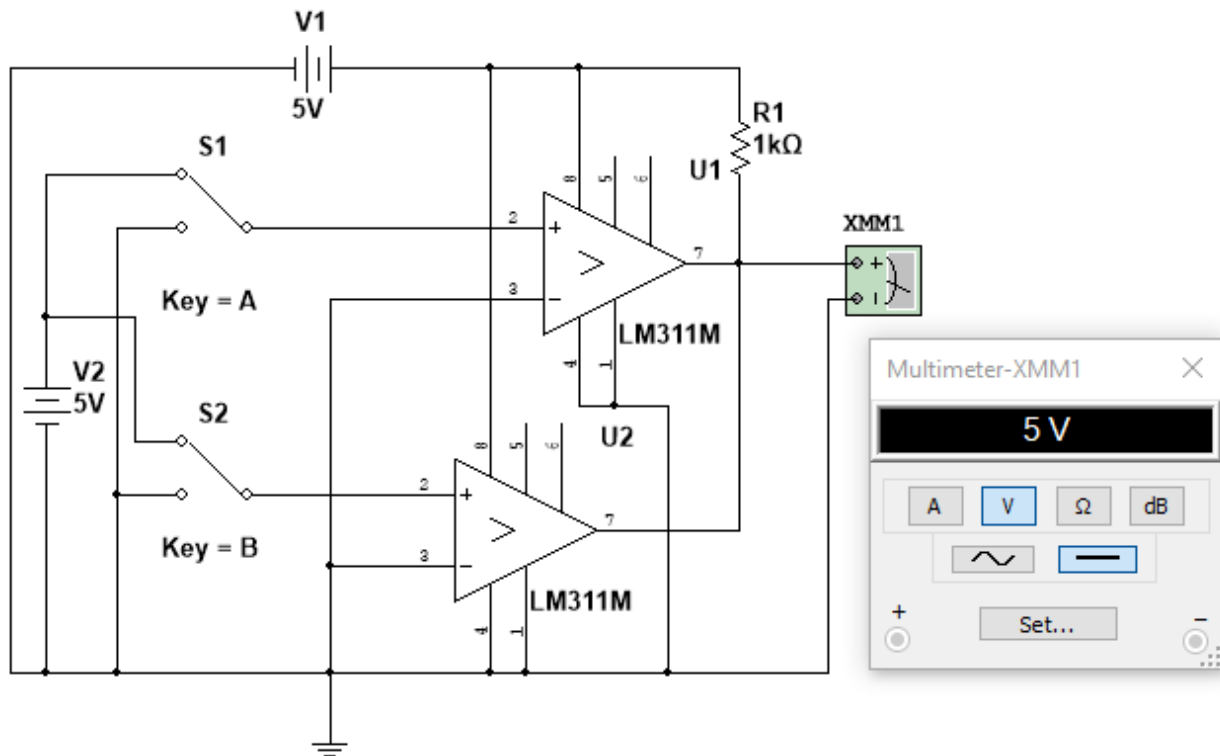 V1
5V
S1
Key = A
V2
5V
S2
Key = B
R1
1kΩ
U1
8
5
6
2
+
3
−
7
4
1
LM311M
XMM1
+
U2
8
5
6
2
+
3
−
7
4
1
LM311M
Multimeter-XMM1
5 V
A
V
Ω
dB
+
Set...
−